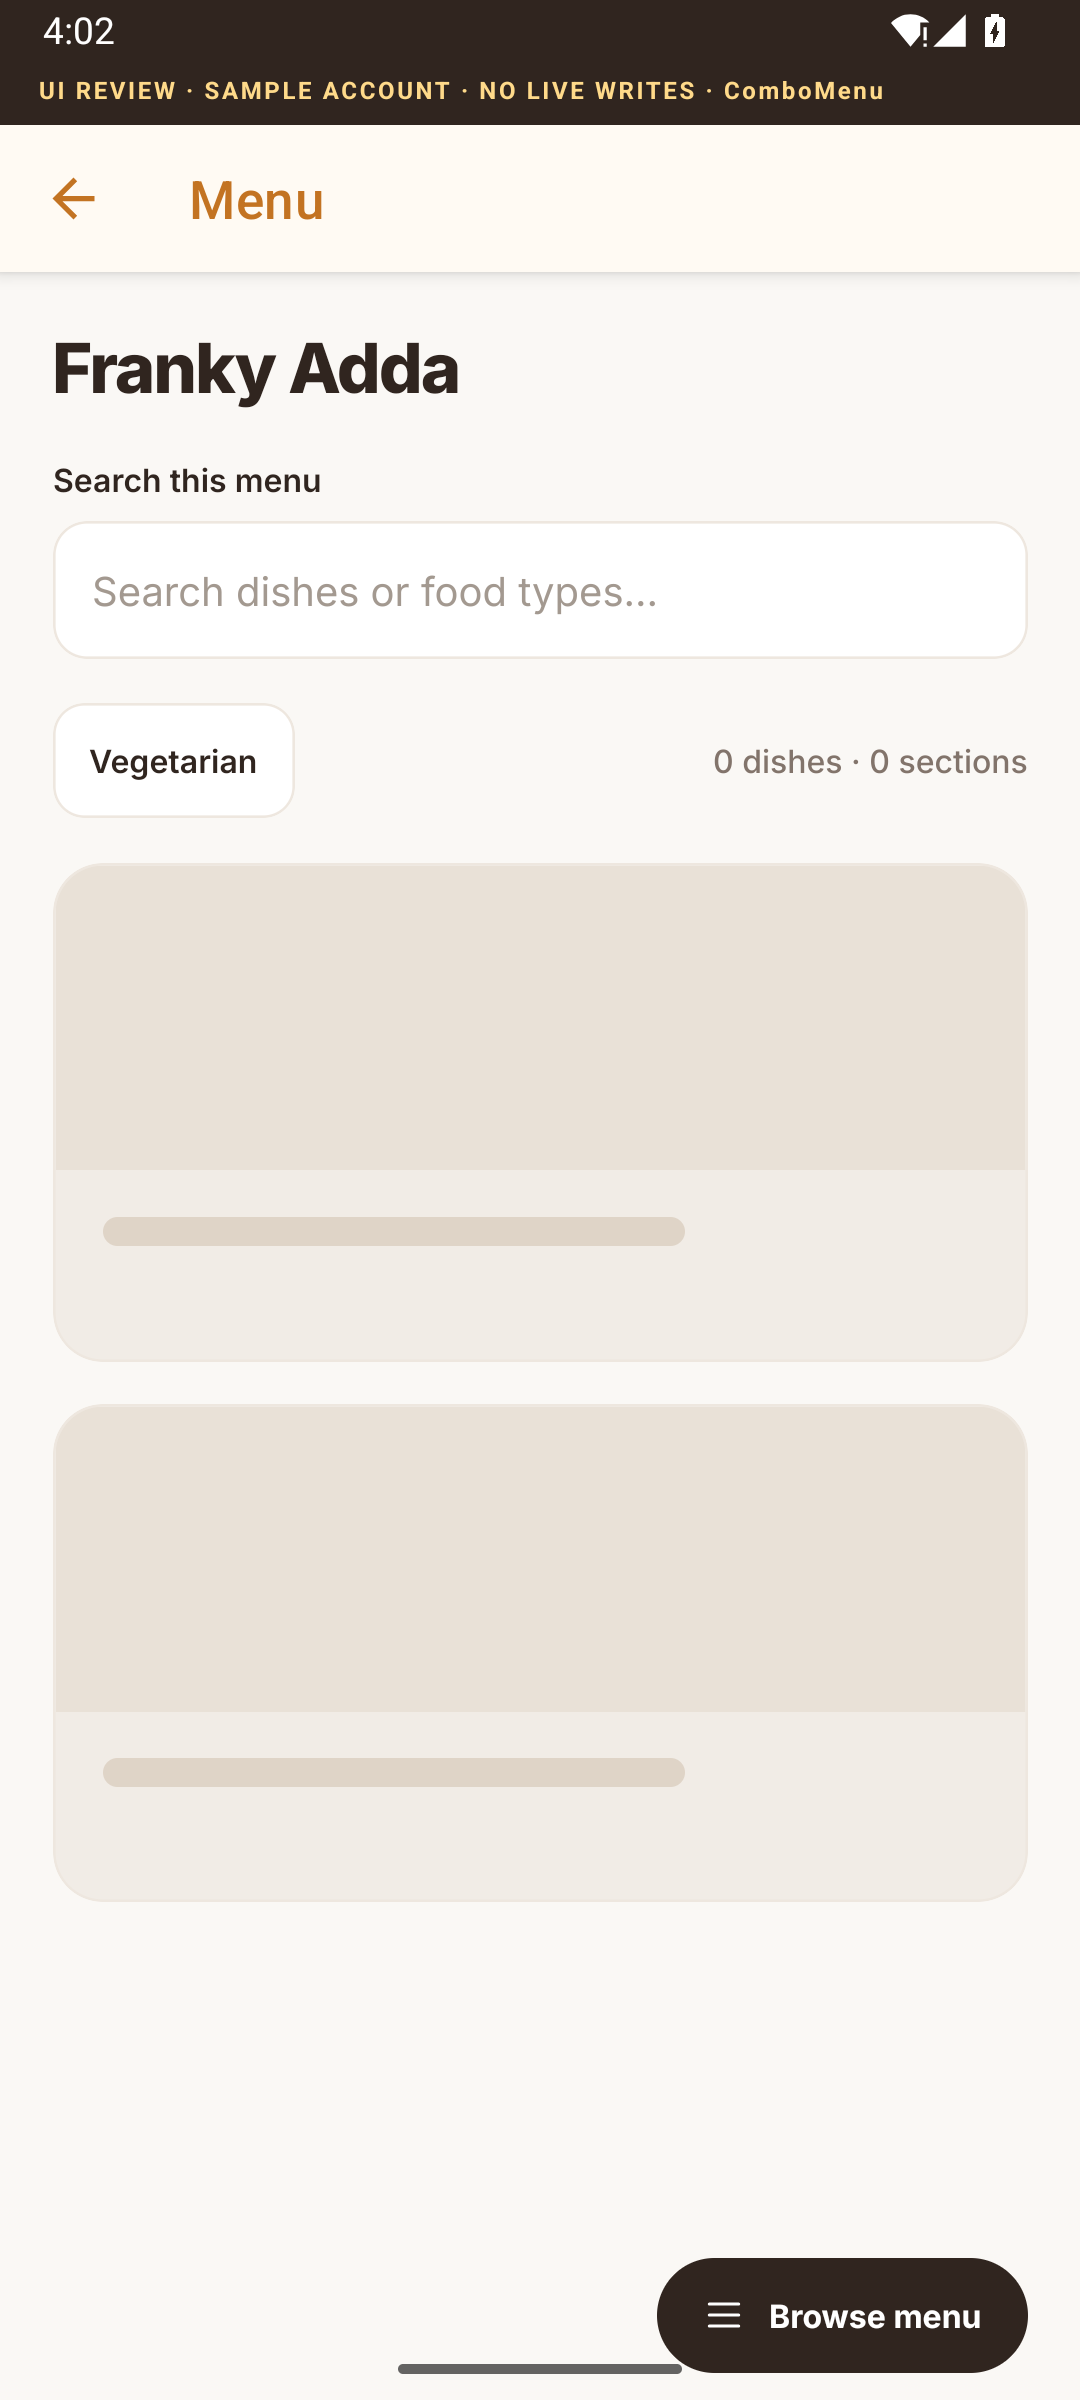 4:02
UI REVIEW · SAMPLE ACCOUNT · NO LIVE WRITES · ComboMenu
Menu
Franky Adda
Search this menu
Search dishes or food types...
Vegetarian
0 dishes · 0 sections
Browse menu